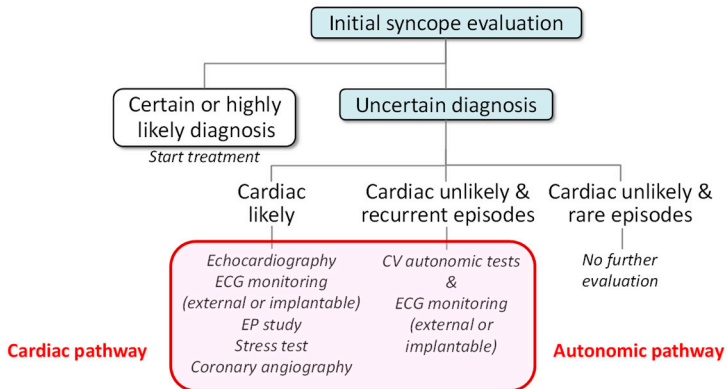 Initial syncope evaluation
Certain or highly
likely diagnosis
Start treatment
Uncertain diagnosis
Cardiac
likely
Cardiac unlikely &
recurrent episodes
Cardiac unlikely &
rare episodes
Echocardiography
ECG monitoring
(external or implantable)
EP study
Stress test
Coronary angiography
CV autonomic tests
&
ECG monitoring
(external or
implantable)
No further
evaluation
Cardiac pathway
Autonomic pathway